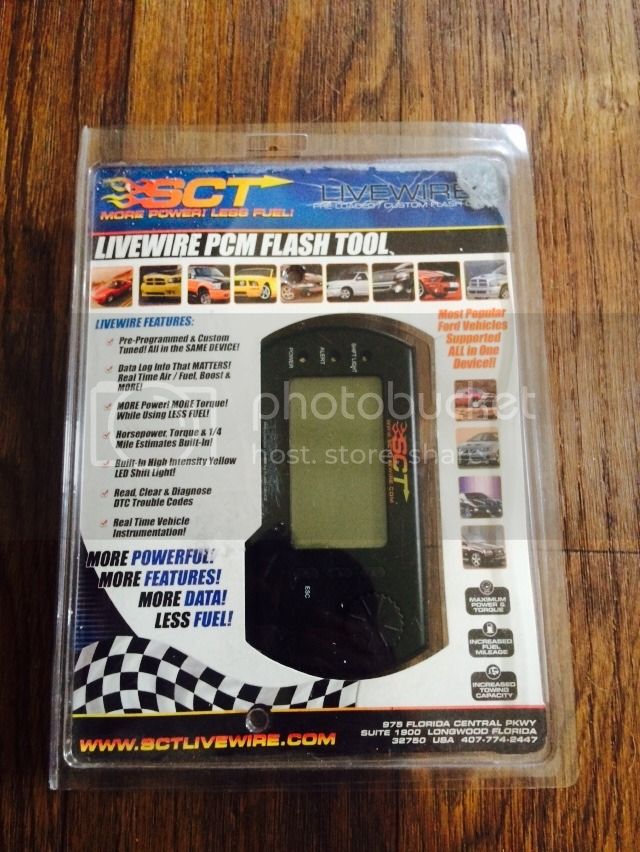 SCT
MORE POWER! LESS FUEL!
LIVEWIRE
PRE LOADED / CUSTOM FLASH
LIVEWIRE PCM FLASH TOOL
LIVEWIRE FEATURES:
Pre-Programmed & Custom
Tuned! All in the SAME DEVICE!
Data Log Info That MATTERS!
Real Time Air / Fuel, Boost &
MORE!
MORE Power! MORE Torque!
While Using LESS FUEL!
Horsepower, Torque & 1/4
Mile Estimates Built-In!
Built-In High Intensity Yellow
LED Shift Light!
Read, Clear & Diagnose
DTC Trouble Codes
Real Time Vehicle
Instrumentation!
MORE POWERFUL!
MORE FEATURES!
MORE DATA!
LESS FUEL!
POWER
ALERT
SHIFT LIGHT
SCT
ESC
Most Popular
Ford Vehicles
Supported
ALL in One
Device!!
MAXIMUM
POWER &
TORQUE
INCREASED
FUEL
MILEAGE
INCREASED
TOWING
CAPACITY
WWW.SCTLIVEWIRE.COM
975 FLORIDA CENTRAL PKWY
SUITE 1900 LONGWOOD FLORIDA
32750 USA 407-774-2447
photobucket
host. store. share.